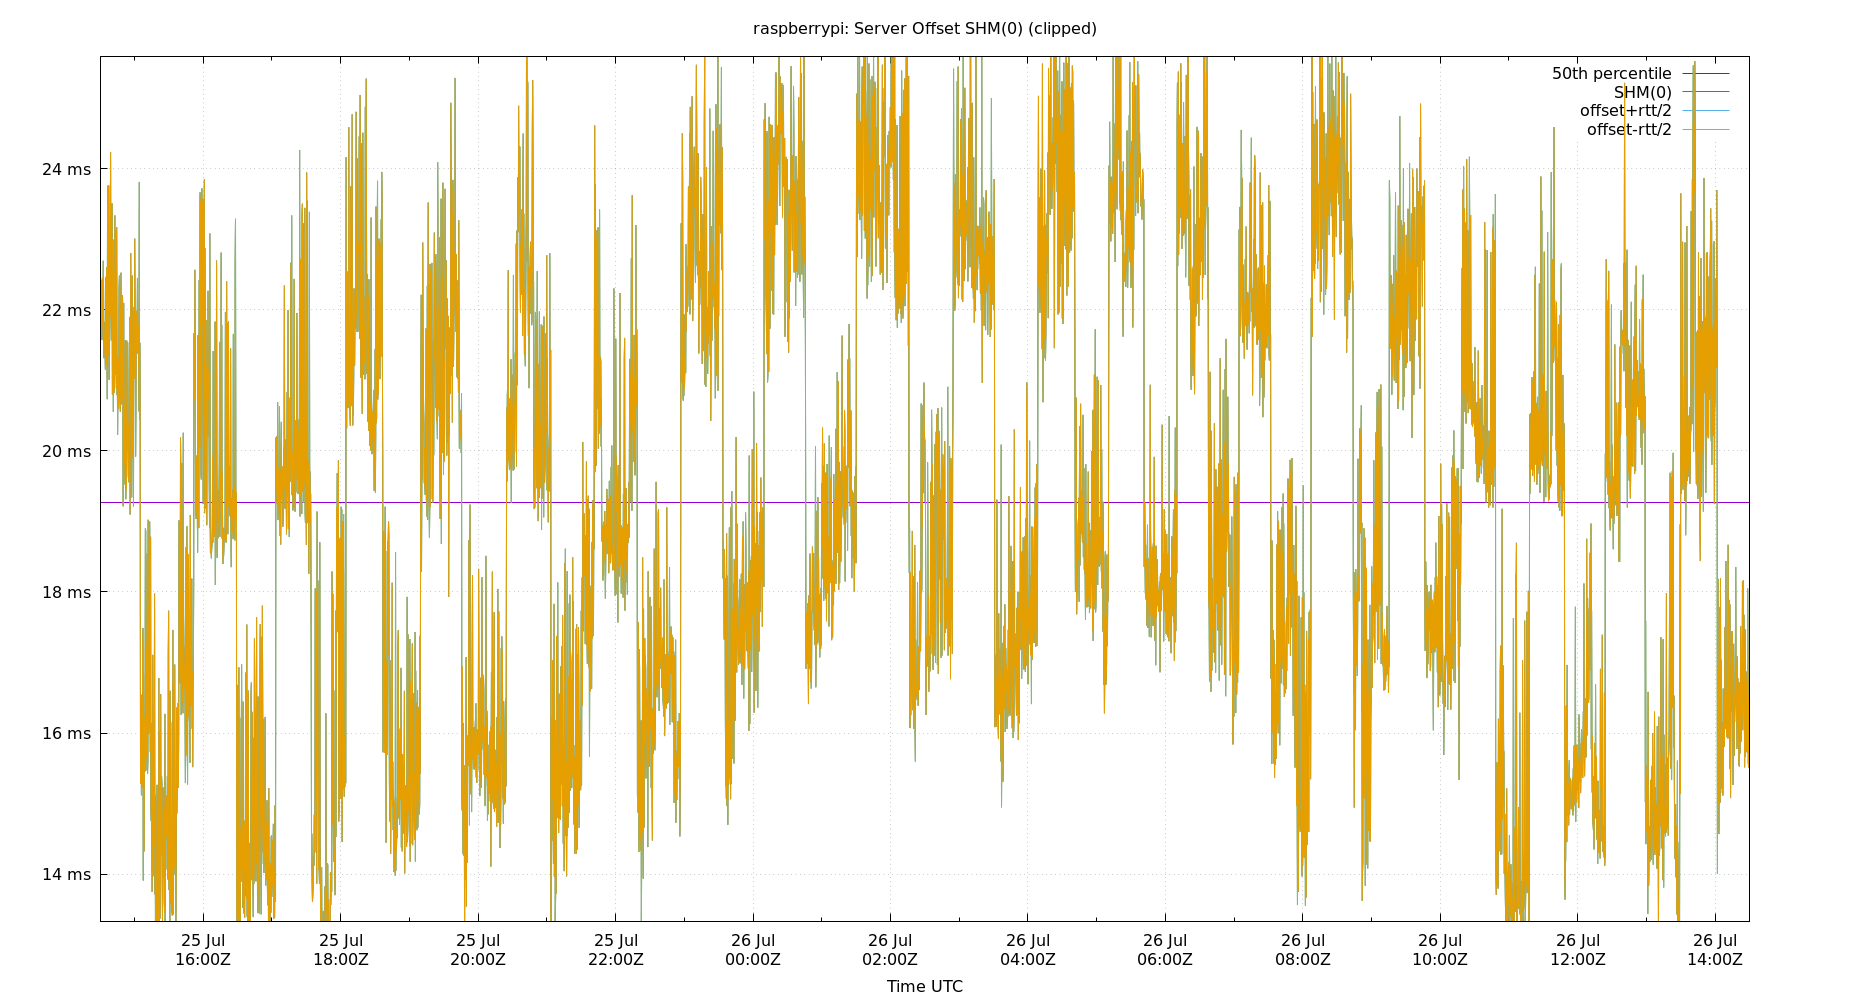 raspberrypi: Server Offset SHM(0) (clipped)
50th percentile
SHM(0)
offset+rtt/2
offset-rtt/2
24 ms
22 ms
20 ms
18 ms
16 ms
14 ms
25 Jul 25 Jul 25 Jul 25 Jul 26 Jul 26 Jul 26 Jul 26 Jul 26 Jul 26 Jul 26 Jul 26 Jul
16:00Z 18:00Z 20:00Z 22:00Z 00:00Z 02:00Z 04:00Z 06:00Z 08:00Z 10:00Z 12:00Z 14:00Z
Time UTC